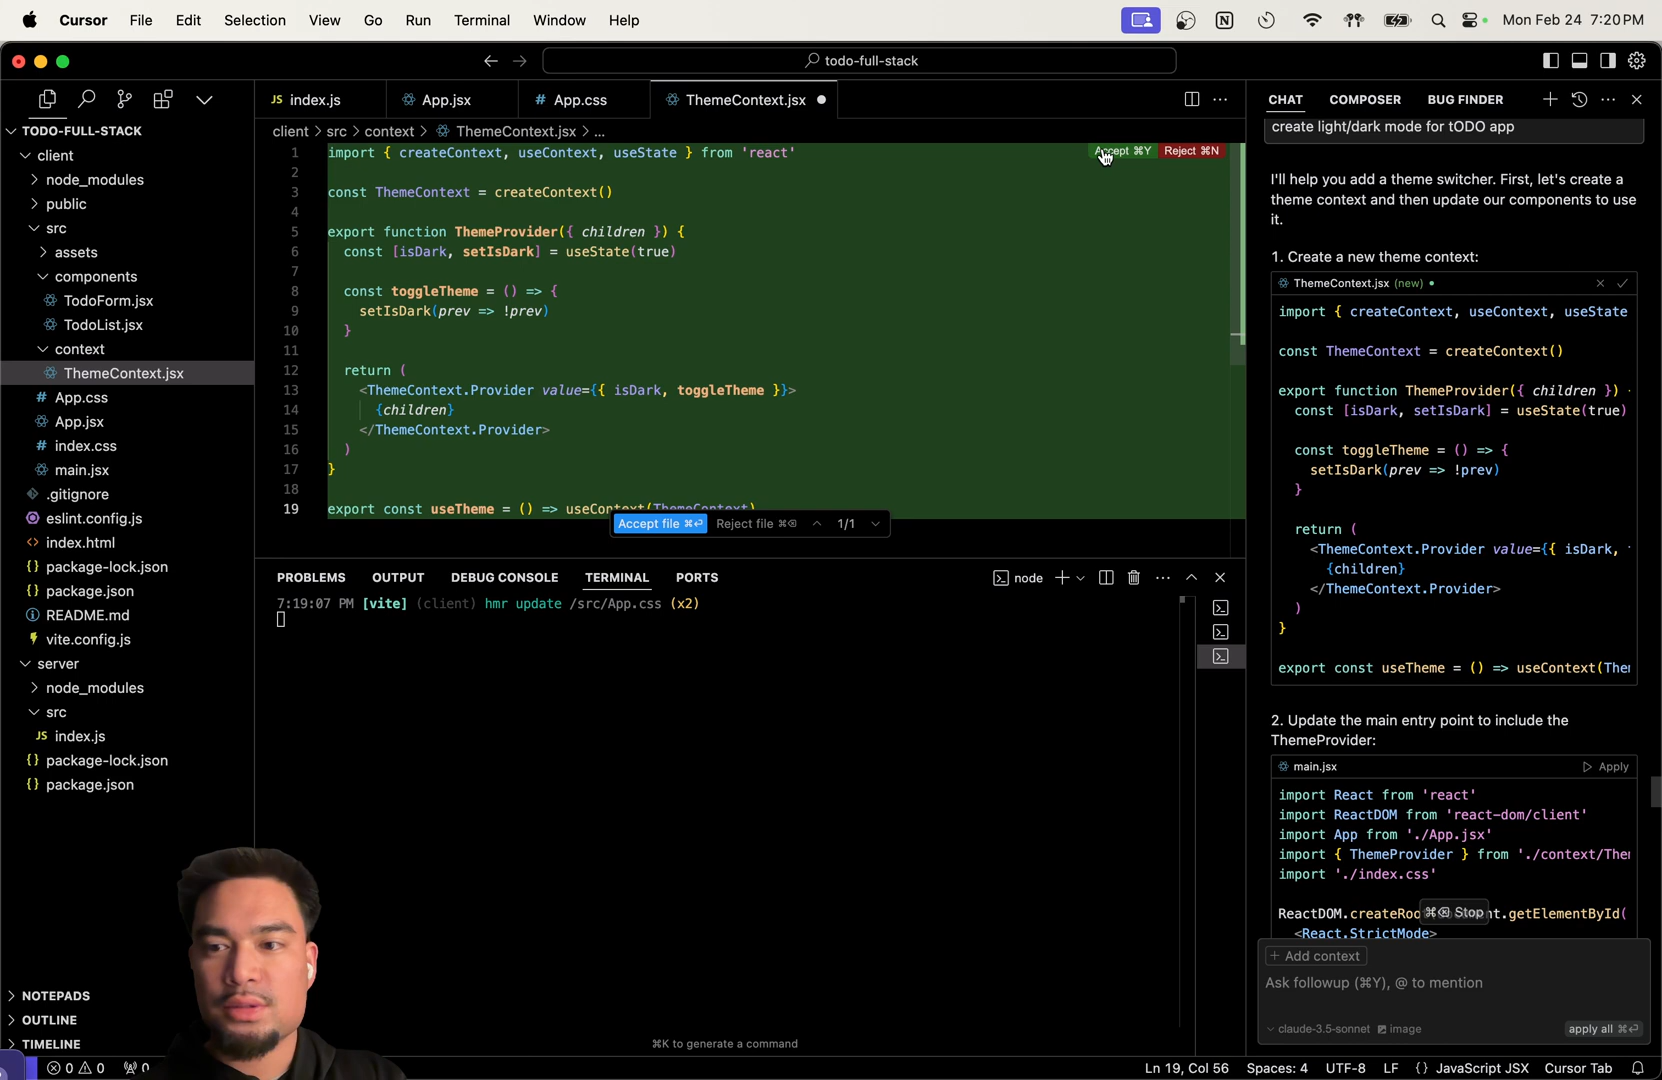 Cursor File Edit Selection View Go Run Terminal Window Help
Mon Feb 24 7:20 PM
todo-full-stack
index.js
App.jsx
App.css
ThemeContext.jsx
CHAT COMPOSER BUG FINDER
TODO-FULL-STACK
client
node_modules
public
src
assets
components
TodoForm.jsx
TodoList.jsx
context
ThemeContext.jsx
App.css
App.jsx
index.css
main.jsx
.gitignore
eslint.config.js
index.html
package-lock.json
package.json
README.md
vite.config.js
server
node_modules
src
JS index.js
package-lock.json
package.json
NOTEPADS
OUTLINE
TIMELINE
client > src > context > ThemeContext.jsx > ...
Accept ⌘Y Reject ⌘N
1 import { createContext, useContext, useState } from 'react'
2
3 const ThemeContext = createContext()
4
5 export function ThemeProvider({ children }) {
6 const [isDark, setIsDark] = useState(true)
7
8 const toggleTheme = () => {
9 setIsDark(prev => !prev)
10 }
11
12 return (
13 <ThemeContext.Provider value={{ isDark, toggleTheme }}>
14 {children}
15 </ThemeContext.Provider>
16 )
17 }
18
19 export const useTheme = () => useContext(ThemeContext)
Accept file ⌘⏎ Reject file ⌘⌫ 1/1
PROBLEMS OUTPUT DEBUG CONSOLE TERMINAL PORTS
node
7:19:07 PM [vite] (client) hmr update /src/App.css (x2)
⌘K to generate a command
create light/dark mode for tODO app
I'll help you add a theme switcher. First, let's create a
theme context and then update our components to use
it.
1. Create a new theme context:
ThemeContext.jsx (new)
import { createContext, useContext, useState
const ThemeContext = createContext()
export function ThemeProvider({ children })
const [isDark, setIsDark] = useState(true)
const toggleTheme = () => {
setIsDark(prev => !prev)
}
return (
<ThemeContext.Provider value={{ isDark,
{children}
</ThemeContext.Provider>
)
}
export const useTheme = () => useContext(The
2. Update the main entry point to include the
ThemeProvider:
main.jsx Apply
import React from 'react'
import ReactDOM from 'react-dom/client'
import App from './App.jsx'
import { ThemeProvider } from './context/The
import './index.css'
ReactDOM.createRoo ⌘⌫ Stop nt.getElementById(
<React.StrictMode>
+ Add context
Ask followup (⌘Y), @ to mention
claude-3.5-sonnet image apply all ⌘⏎
0 0 0
Ln 19, Col 56 Spaces: 4 UTF-8 LF {} JavaScript JSX Cursor Tab